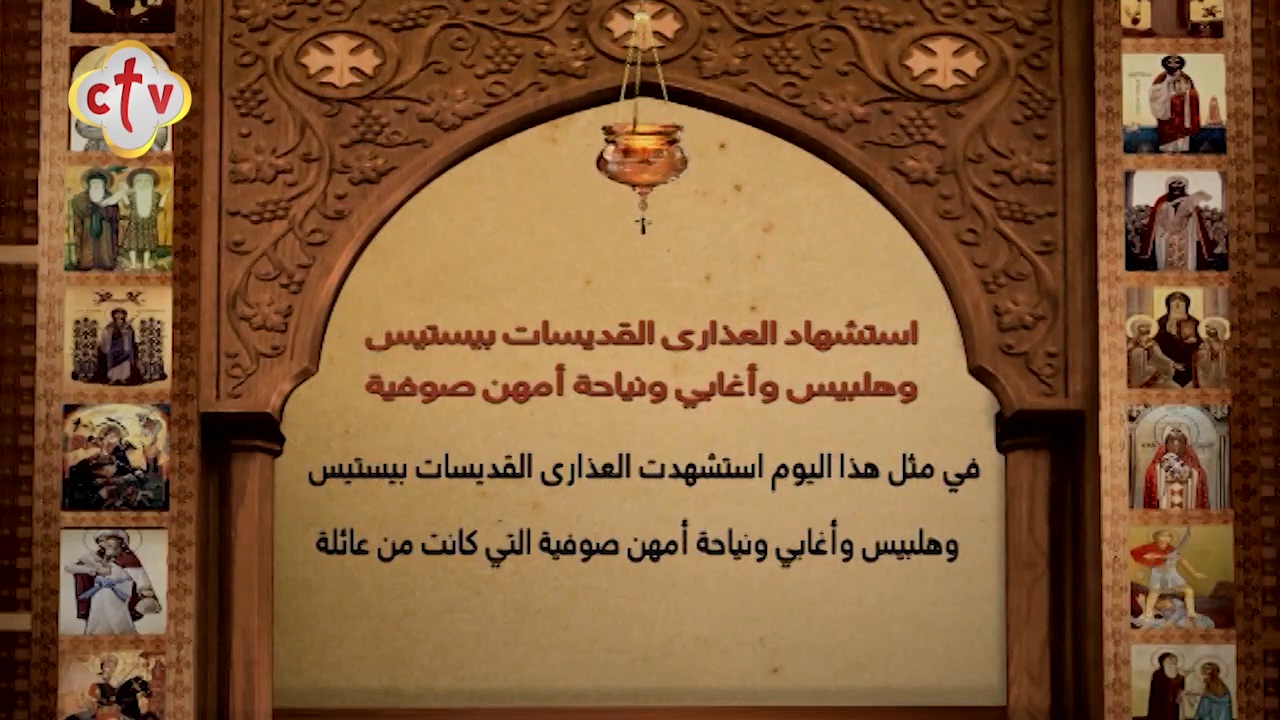 ctv
استشهاد العذارى القديسات بيستيس
وهلبيس وأغابي ونياحة أمهن صوفية
في مثل هذا اليوم استشهدت العذارى القديسات بيستيس
وهلبيس وأغابي ونياحة أمهن صوفية التي كانت من عائلة